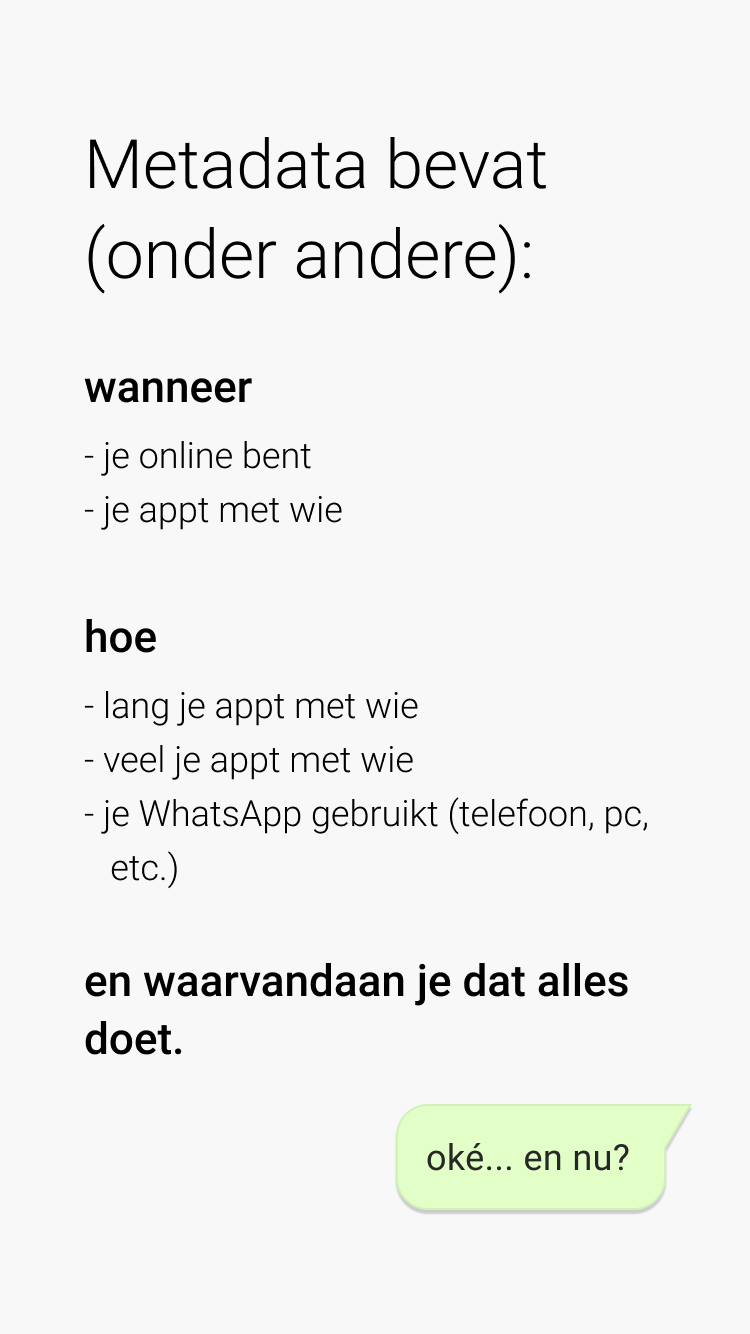 Metadata bevat
(onder andere):
wanneer
- je online bent
- je appt met wie
hoe
- lang je appt met wie
- veel je appt met wie
- je WhatsApp gebruikt (telefoon, pc,
etc.)
en waarvandaan je dat alles
doet.
oké... en nu?